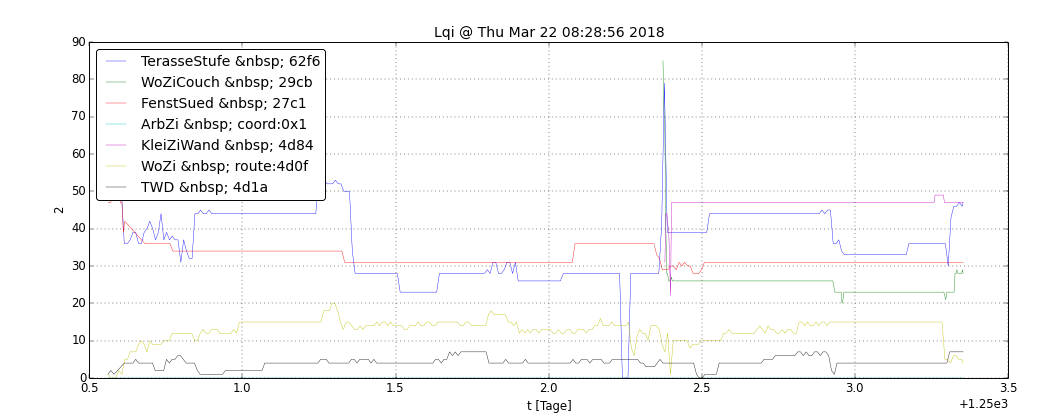 Lqi @ Thu Mar 22 08:28:56 2018
90
80
70
60
50
40
30
20
10
0
2
TerasseStufe &nbsp; 62f6
WoZiCouch &nbsp; 29cb
FenstSued &nbsp; 27c1
ArbZi &nbsp; coord:0x1
KleiZiWand &nbsp; 4d84
WoZi &nbsp; route:4d0f
TWD &nbsp; 4d1a
0.5 1.0 1.5 2.0 2.5 3.0 3.5
t [Tage]
+1.25e3